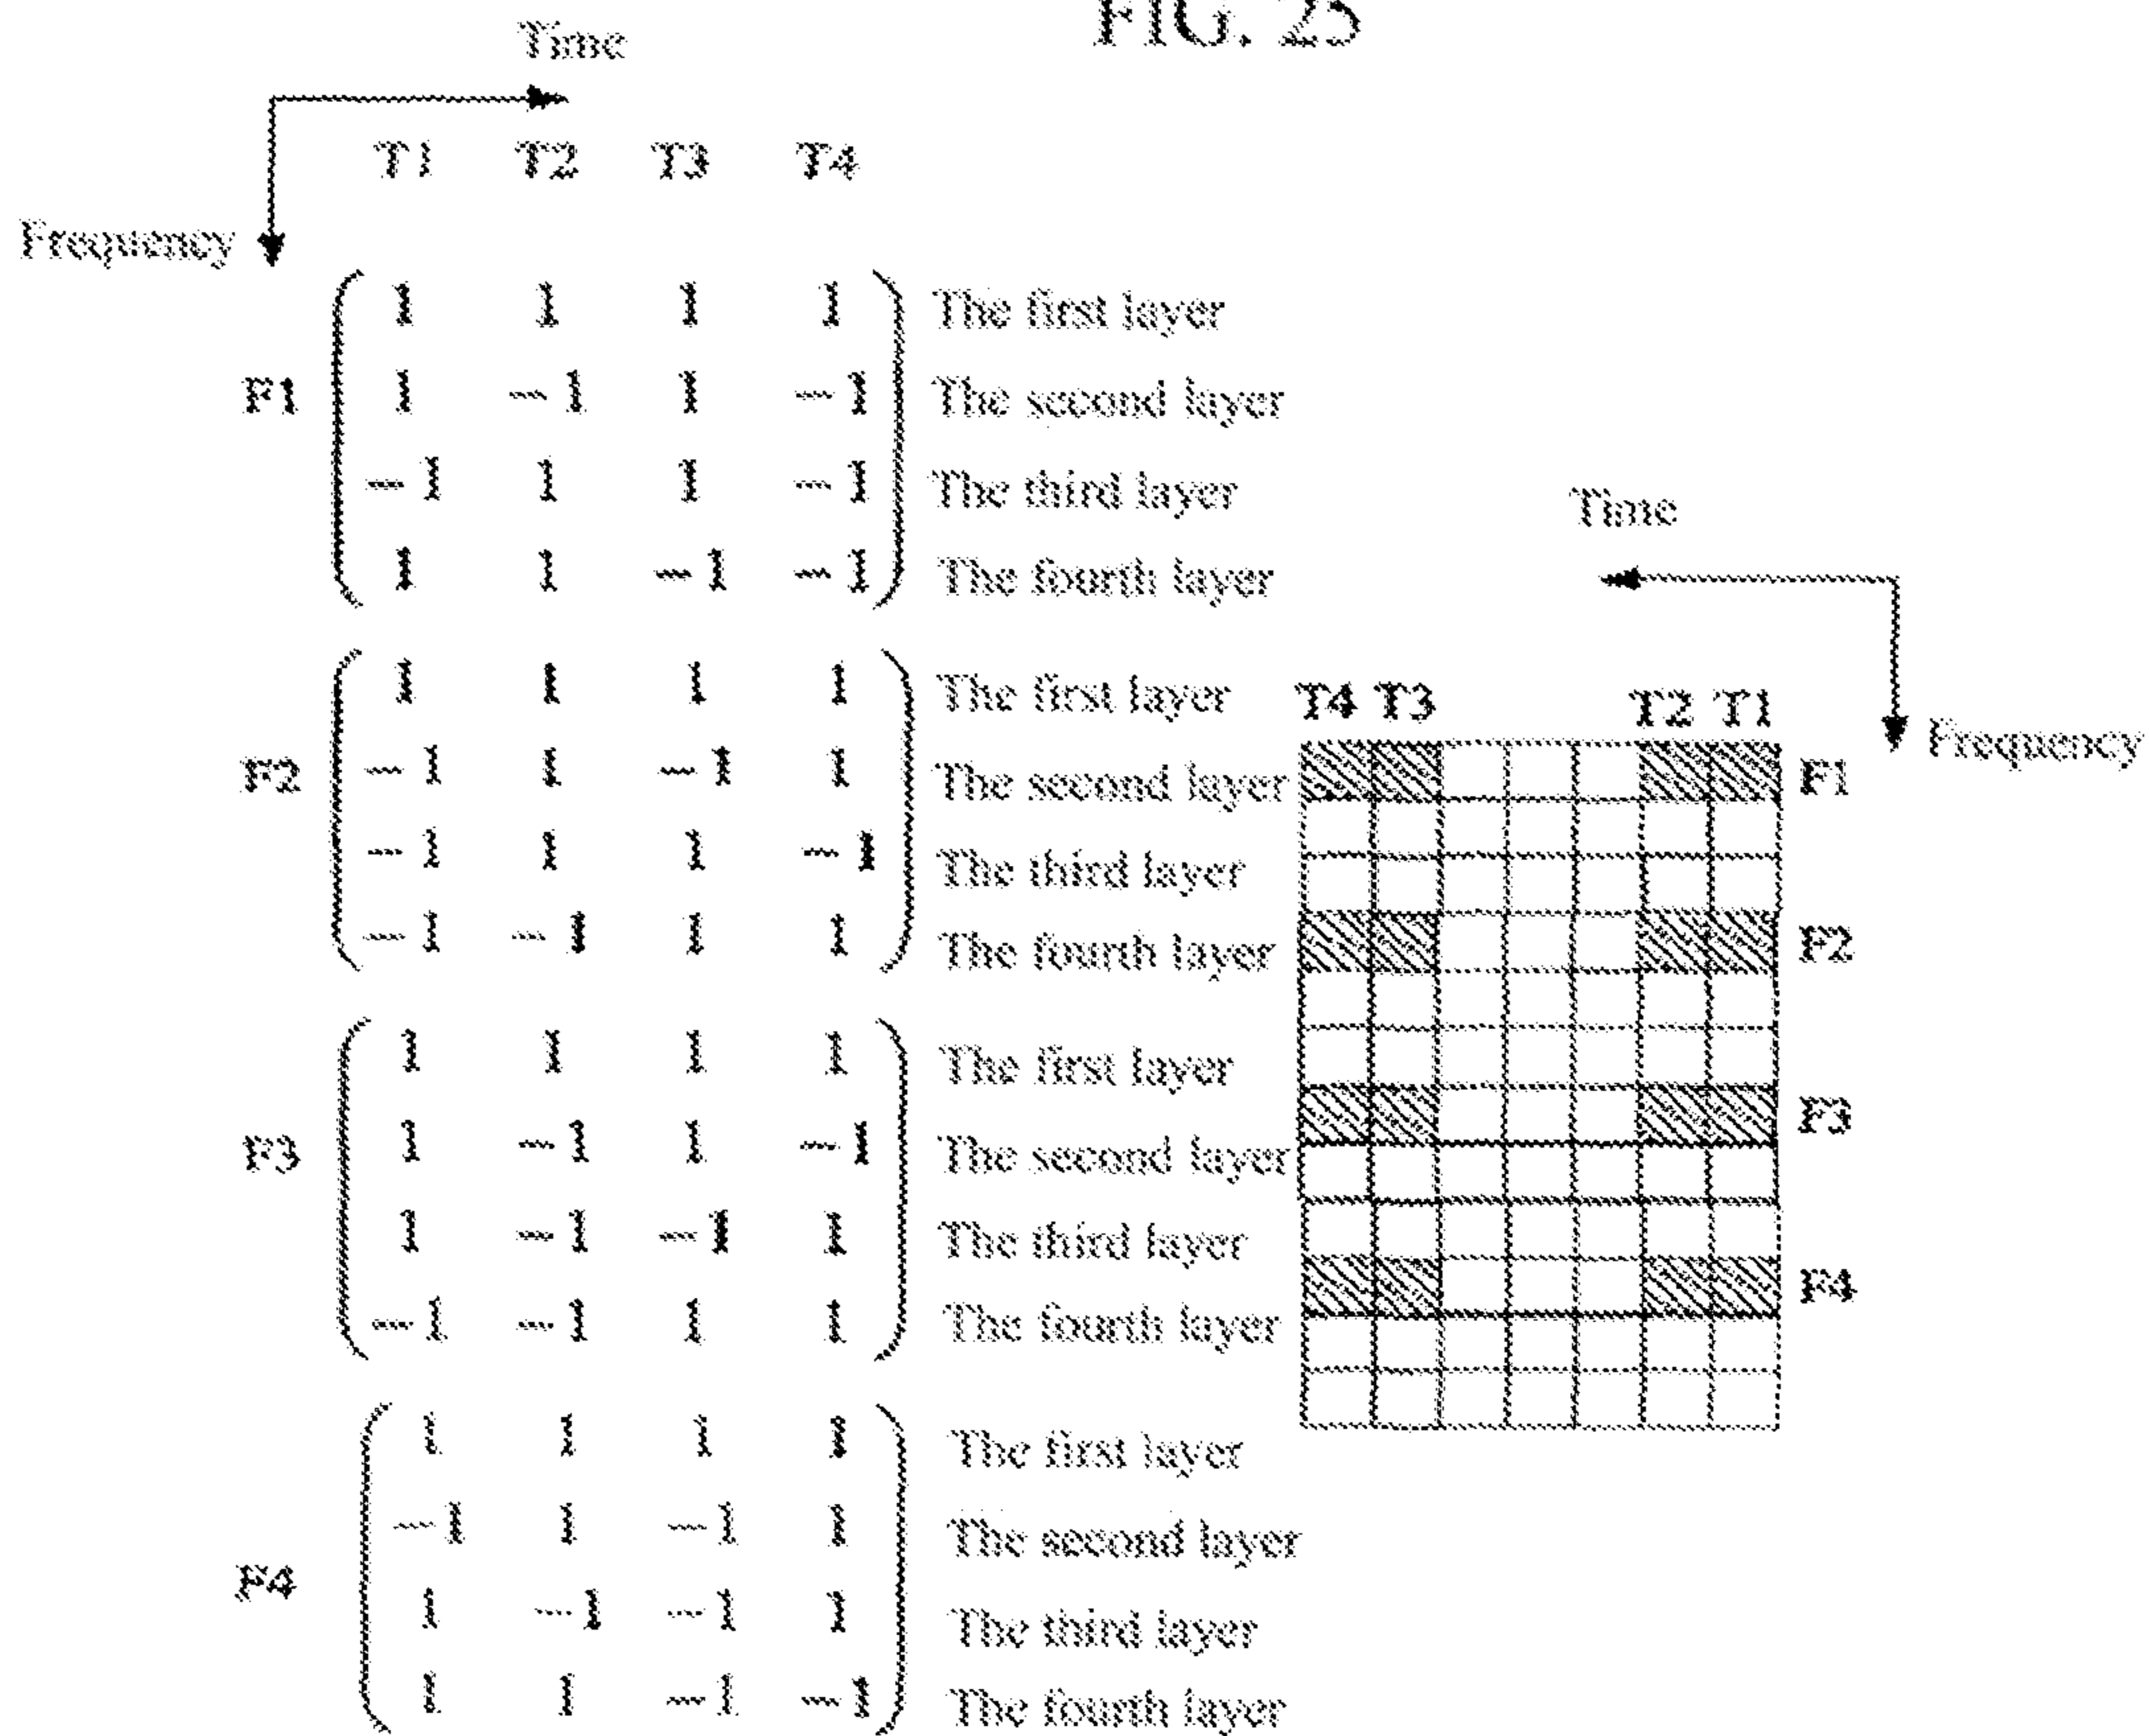 FIG. 25
Time
T1 T2 T3 T4
Frequency
1 1 1 1 The first layer
F1 1 -1 1 -1 The second layer
-1 1 1 -1 The third layer
1 1 -1 -1 The fourth layer
1 1 1 1 The first layer
F2 -1 1 -1 1 The second layer
-1 1 1 -1 The third layer
-1 -1 1 1 The fourth layer
1 1 1 1 The first layer
F3 1 -1 1 -1 The second layer
1 -1 -1 1 The third layer
-1 -1 1 1 The fourth layer
1 1 1 1 The first layer
-1 1 -1 1 The second layer
F4 1 -1 -1 1 The third layer
1 1 -1 -1 The fourth layer
Time
T4 T3 T2 T1
Frequency
F1
F2
F3
F4